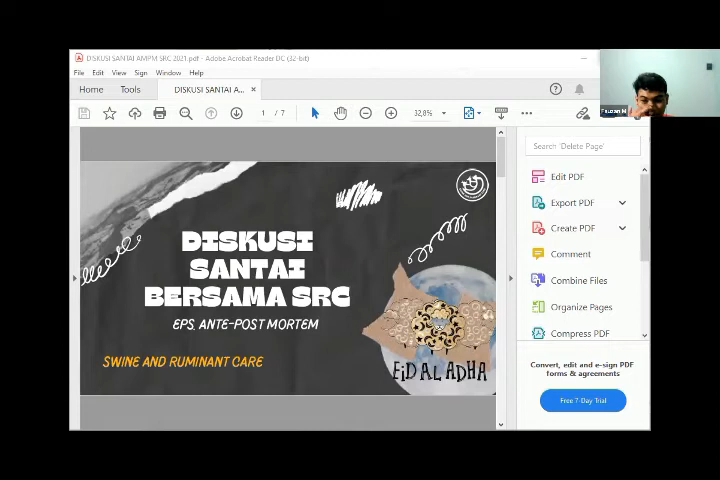 DISKUSI SANTAI AMPM SRC 2021.pdf - Adobe Acrobat Reader DC (32-bit)
File Edit View Sign Window Help
Home Tools DISKUSI SANTAI A... ×
1 / 7 32,8%
Search 'Delete Page'
Edit PDF
Export PDF
Create PDF
Comment
Combine Files
Organize Pages
Compress PDF
Convert, edit and e-sign PDF
forms & agreements
Free 7-Day Trial
DISKUSI
SANTAI
BERSAMA SRC
EPS. ANTE-POST MORTEM
SWINE AND RUMINANT CARE
EID AL ADHA